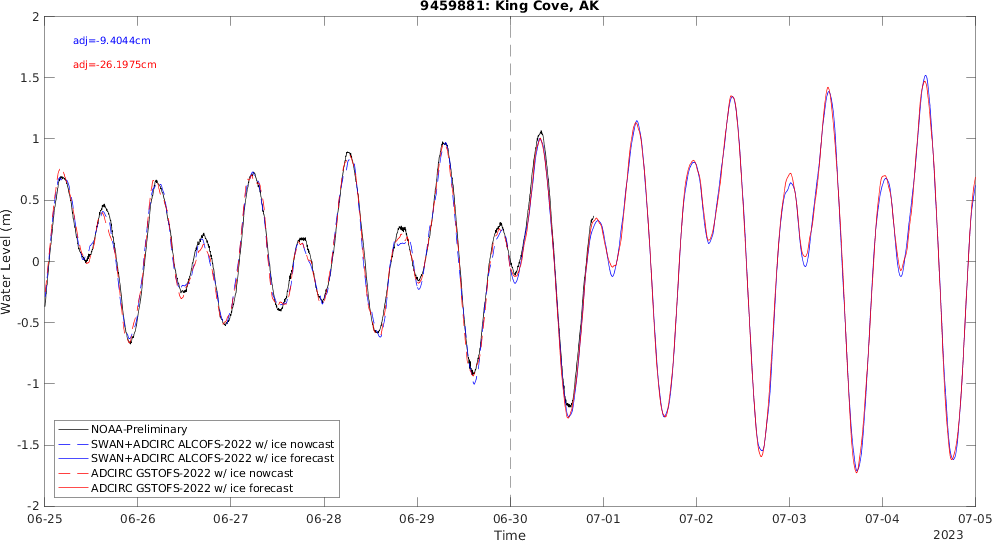 9459881: King Cove, AK
adj=-9.4044cm
adj=-26.1975cm
2
1.5
1
0.5
0
-0.5
-1
-1.5
-2
Water Level (m)
NOAA-Preliminary
SWAN+ADCIRC ALCOFS-2022 w/ ice nowcast
SWAN+ADCIRC ALCOFS-2022 w/ ice forecast
ADCIRC GSTOFS-2022 w/ ice nowcast
ADCIRC GSTOFS-2022 w/ ice forecast
06-25 06-26 06-27 06-28 06-29 06-30 07-01 07-02 07-03 07-04 07-05
Time
2023